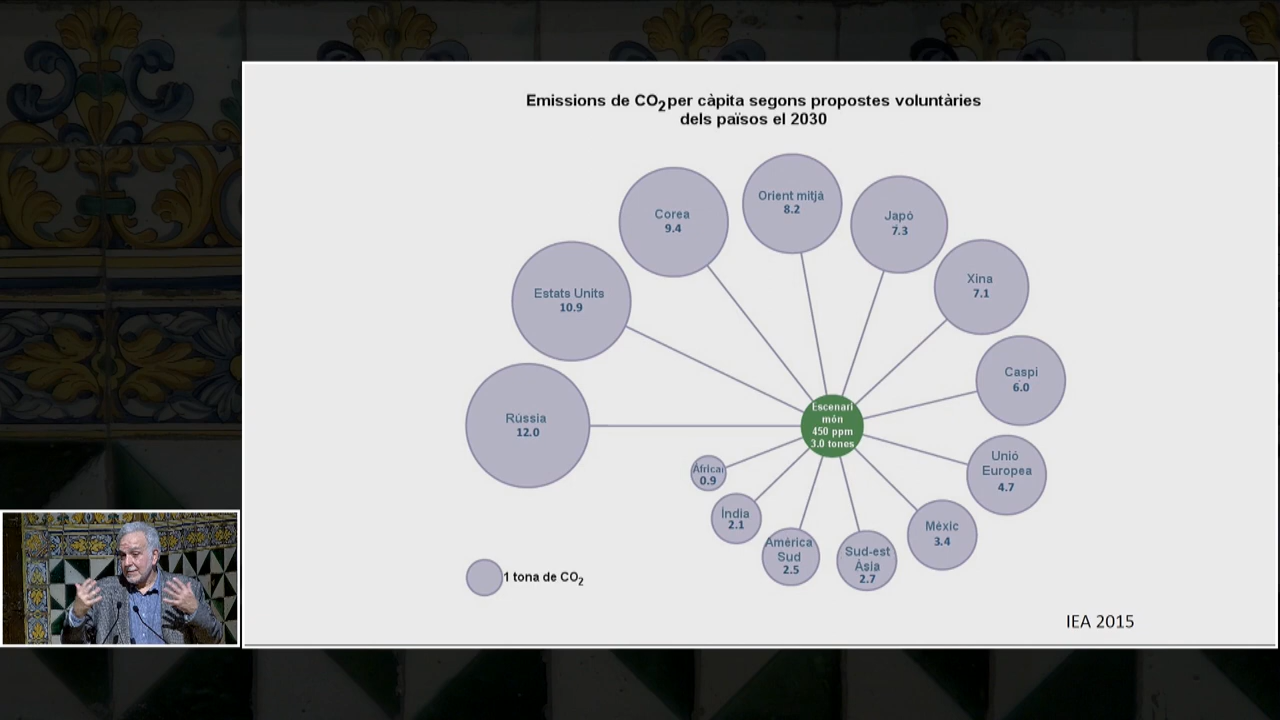 Emissions de CO2 per càpita segons propostes voluntàries
dels països el 2030
Orient mitjà
8.2
Corea
9.4
Japó
7.3
Xina
7.1
Estats Units
10.9
Caspi
6.0
Rússia
12.0
Escenari
món
450 ppm
3.0 tones
Unió
Europea
4.7
Àfrica
0.9
Índia
2.1
Mèxic
3.4
Amèrica
Sud
2.5
Sud-est
Àsia
2.7
1 tona de CO2
IEA 2015